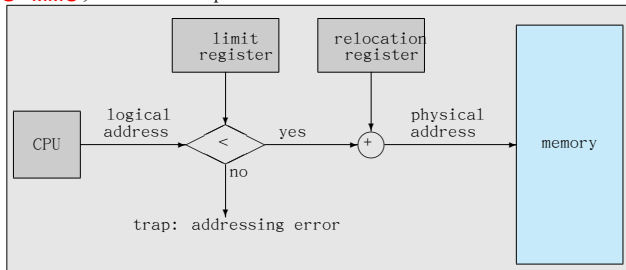 limit
register
relocation
register
logical
address
physical
address
CPU
<
yes
+
memory
no
trap: addressing error